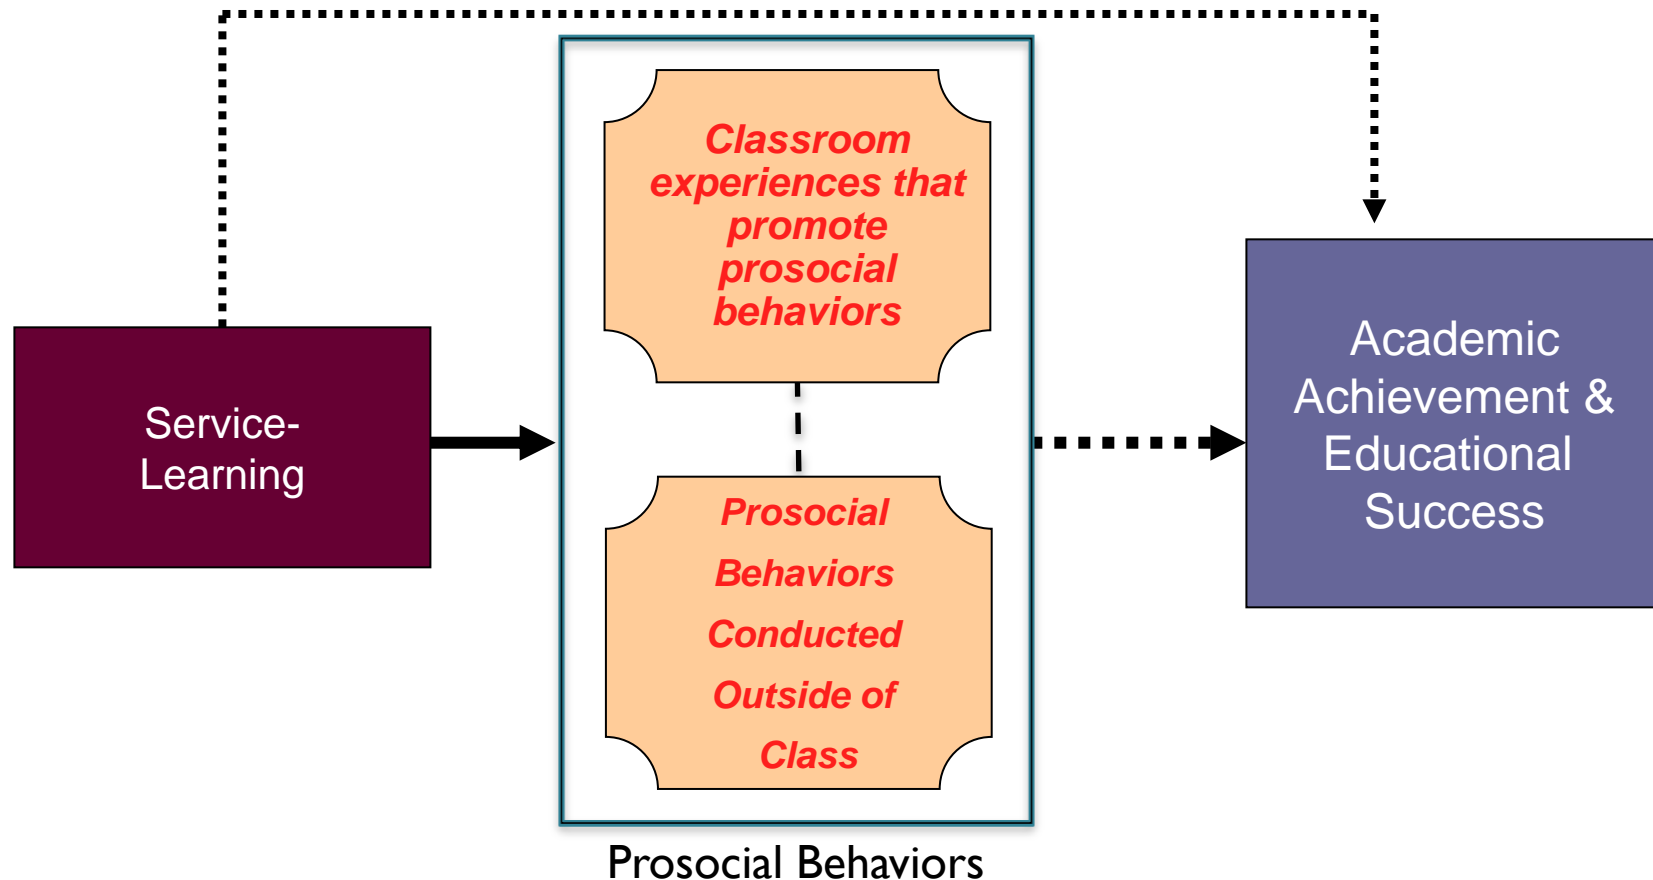 Classroom
experiences that
promote
prosocial
behaviors
Service-
Learning
Prosocial
Behaviors
Conducted
Outside of
Class
Academic
Achievement &
Educational
Success
Prosocial Behaviors